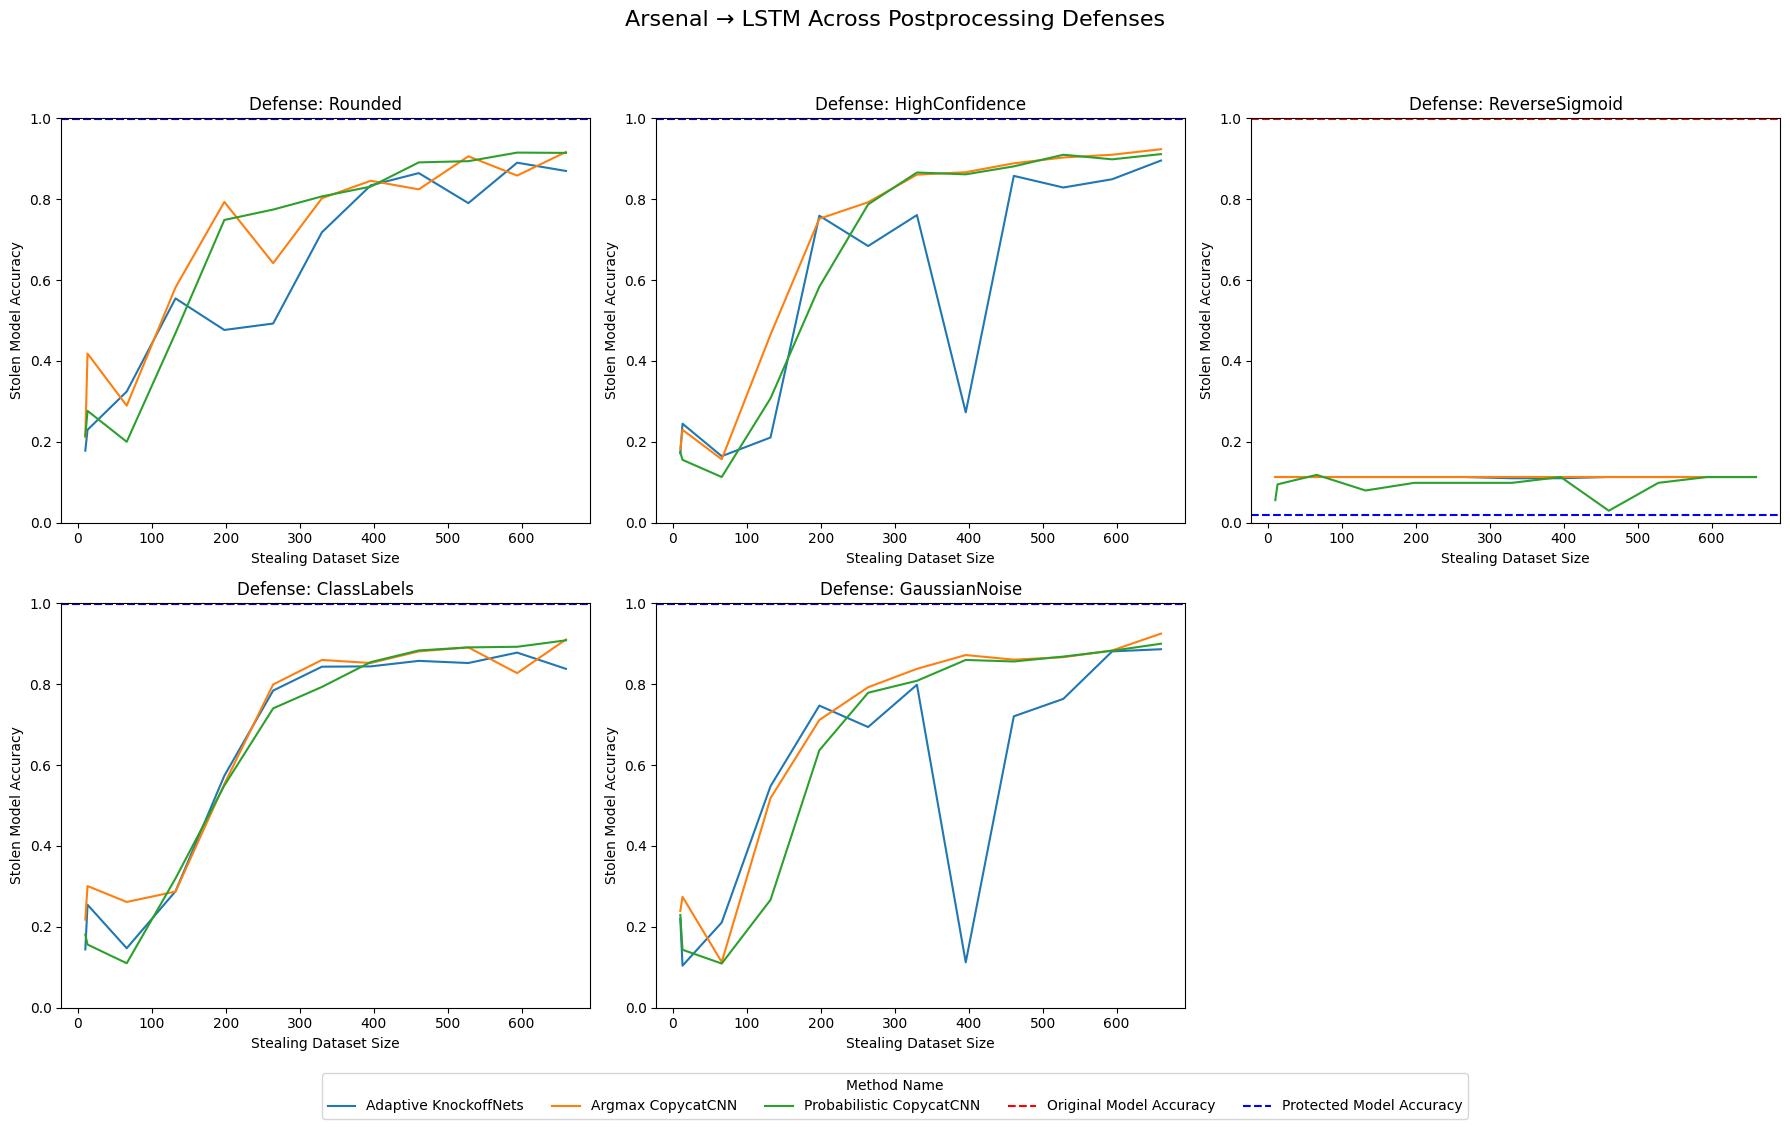 Arsenal → LSTM Across Postprocessing Defenses
Defense: Rounded
Stolen Model Accuracy
1.0
0.8
0.6
0.4
0.2
0.0
0 100 200 300 400 500 600
Stealing Dataset Size
Defense: HighConfidence
Stolen Model Accuracy
1.0
0.8
0.6
0.4
0.2
0.0
0 100 200 300 400 500 600
Stealing Dataset Size
Defense: ReverseSigmoid
Stolen Model Accuracy
1.0
0.8
0.6
0.4
0.2
0.0
0 100 200 300 400 500 600
Stealing Dataset Size
Defense: ClassLabels
Stolen Model Accuracy
1.0
0.8
0.6
0.4
0.2
0.0
0 100 200 300 400 500 600
Stealing Dataset Size
Defense: GaussianNoise
Stolen Model Accuracy
1.0
0.8
0.6
0.4
0.2
0.0
0 100 200 300 400 500 600
Stealing Dataset Size
Method Name
Adaptive KnockoffNets Argmax CopycatCNN Probabilistic CopycatCNN Original Model Accuracy Protected Model Accuracy